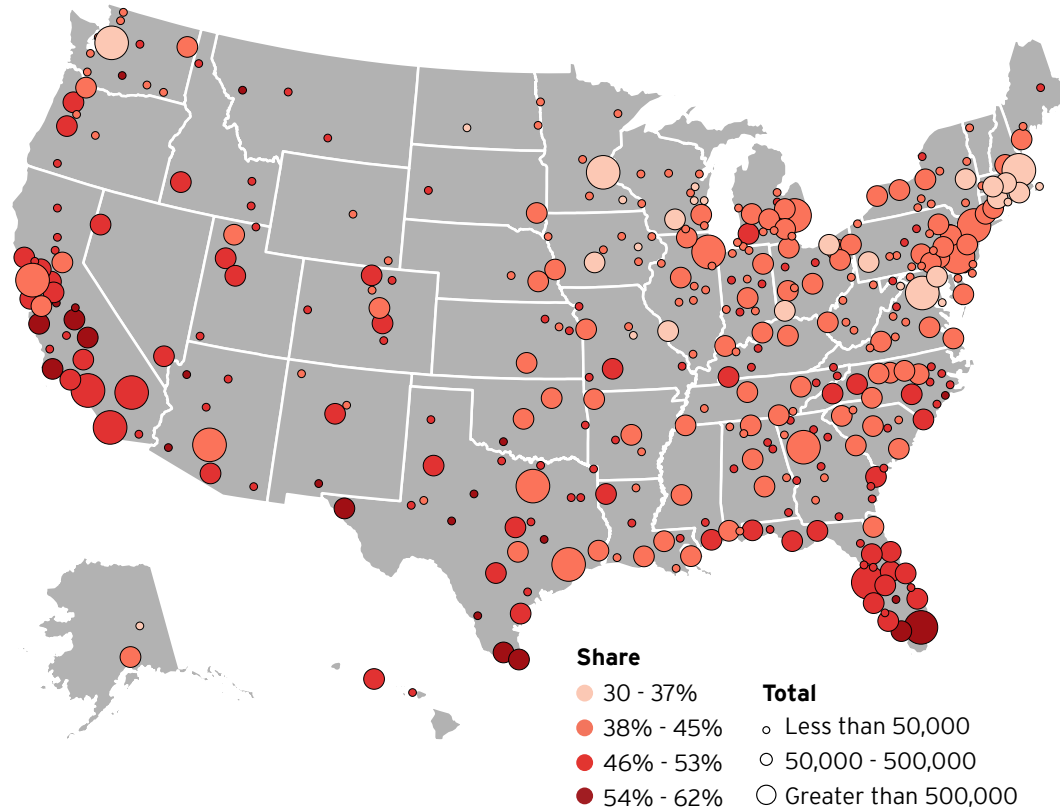 Share
30 - 37%
38% - 45%
46% - 53%
54% - 62%
Total
Less than 50,000
50,000 - 500,000
Greater than 500,000